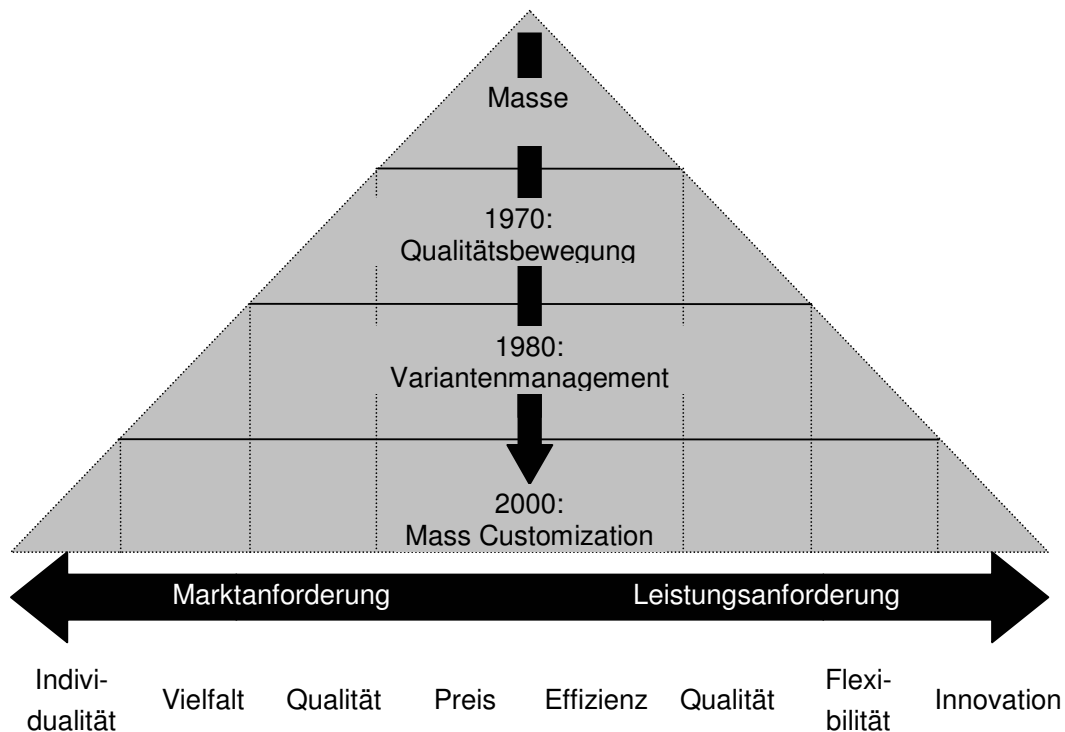 Masse
1970:
Qualitätsbewegung
1980:
Variantenmanagement
2000:
Mass Customization
Marktanforderung Leistungsanforderung
Indivi-
dualität
Vielfalt
Qualität
Preis
Effizienz
Qualität
Flexi-
bilität
Innovation